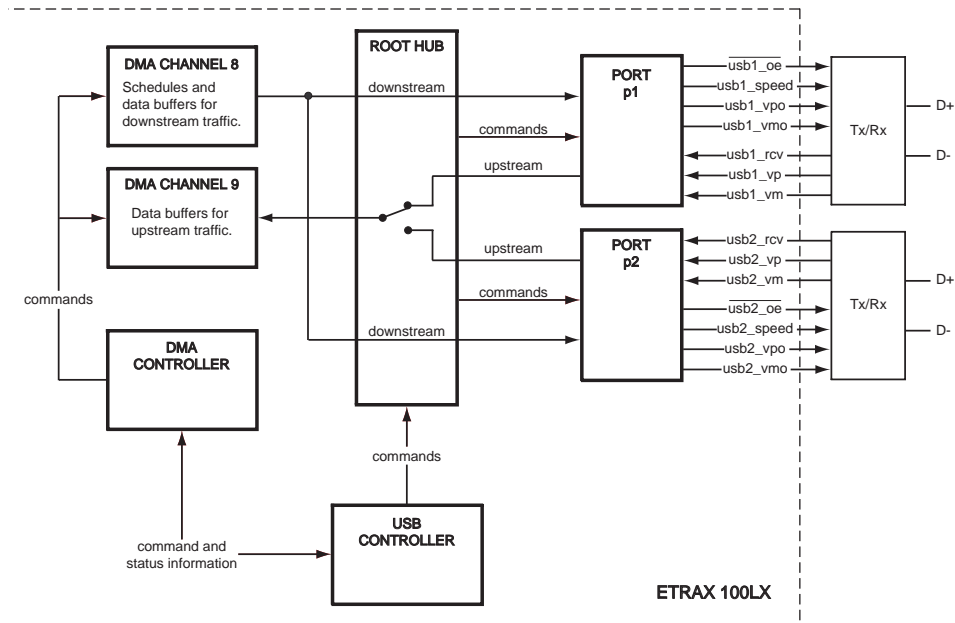 DMA CHANNEL 8
Schedules and
data buffers for
downstream traffic.
DMA CHANNEL 9
Data buffers for
upstream traffic.
commands
DMA
CONTROLLER
command and
status information
ROOT HUB
downstream
commands
upstream
upstream
commands
downstream
commands
USB
CONTROLLER
PORT
p1
usb1_oe
usb1_speed
usb1_vpo
usb1_vmo
usb1_rcv
usb1_vp
usb1_vm
Tx/Rx
D+
D-
PORT
p2
usb2_rcv
usb2_vp
usb2_vm
usb2_oe
usb2_speed
usb2_vpo
usb2_vmo
Tx/Rx
D+
D-
ETRAX 100LX